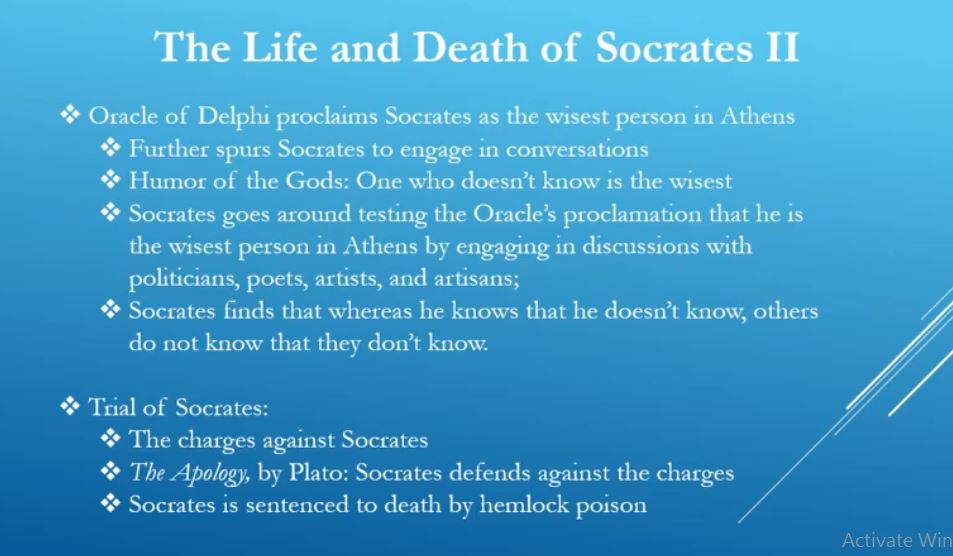 The Life and Death of Socrates II
❖ Oracle of Delphi proclaims Socrates as the wisest person in Athens
❖ Further spurs Socrates to engage in conversations
❖ Humor of the Gods: One who doesn’t know is the wisest
❖ Socrates goes around testing the Oracle’s proclamation that he is
the wisest person in Athens by engaging in discussions with
politicians, poets, artists, and artisans;
❖ Socrates finds that whereas he knows that he doesn’t know, others
do not know that they don’t know.
❖ Trial of Socrates:
❖ The charges against Socrates
❖ The Apology, by Plato: Socrates defends against the charges
❖ Socrates is sentenced to death by hemlock poison
Activate Win